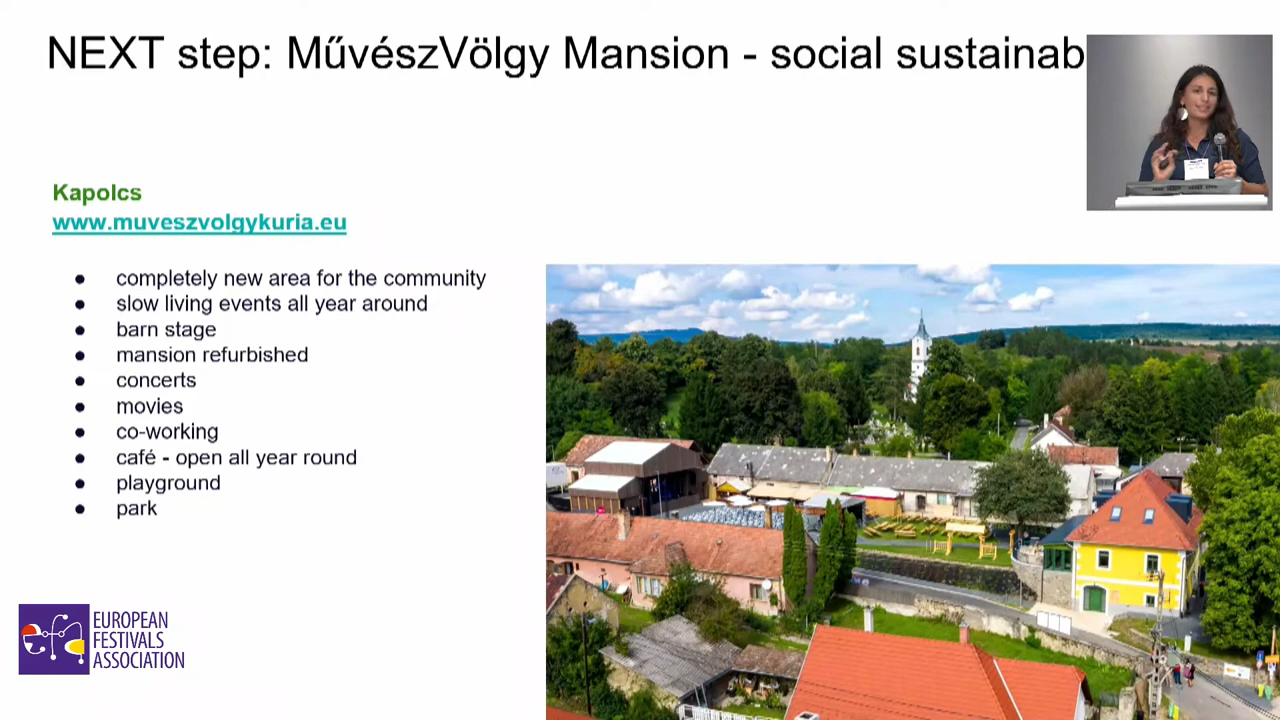 NEXT step: MűvészVölgy Mansion - social sustainab
Kapolcs
www.muveszvolgykuria.eu
● completely new area for the community
● slow living events all year around
● barn stage
● mansion refurbished
● concerts
● movies
● co-working
● café - open all year round
● playground
● park
EUROPEAN
FESTIVALS
ASSOCIATION